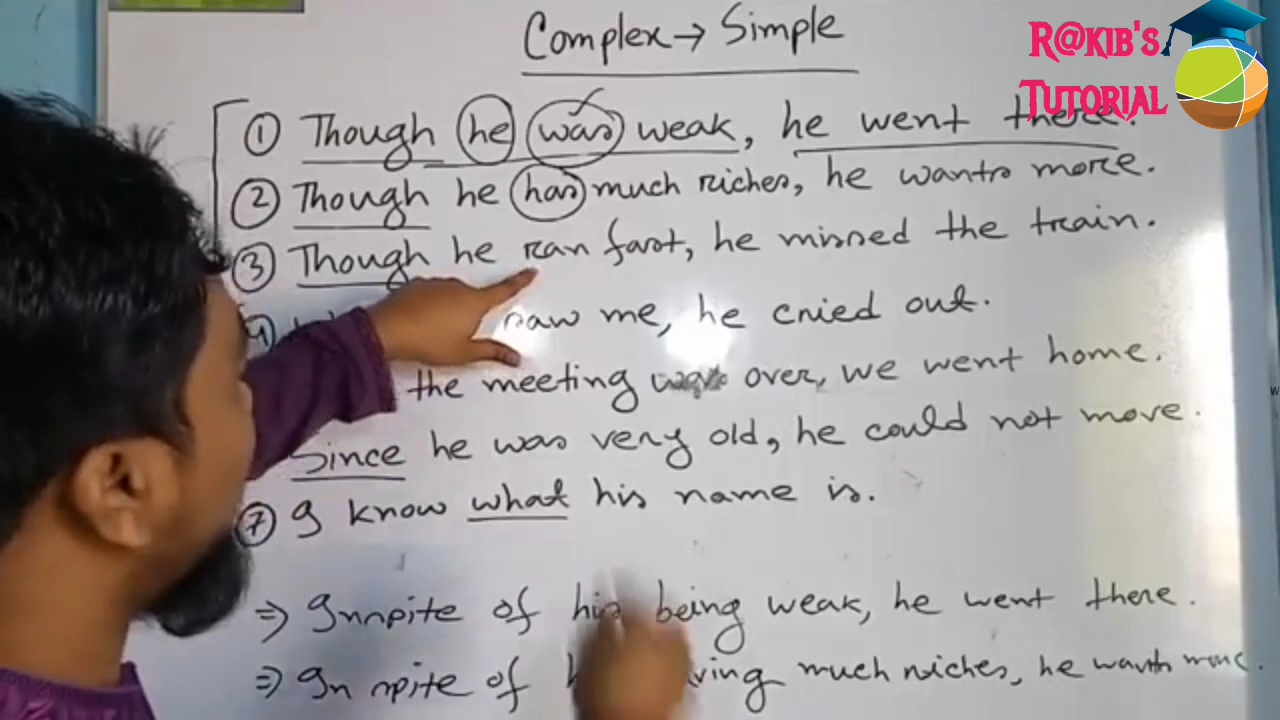 Complex → Simple
R@kib's
Tutorial
① Though he was weak, he went there.
② Though he has much riches, he wants more.
③ Though he ran fast, he missed the train.
saw me, he cried out.
the meeting was over, we went home.
Since he was very old, he could not move.
⑦ I know what his name is.
⇒ Inspite of his being weak, he went there.
⇒ In spite of much riches, he wants more.